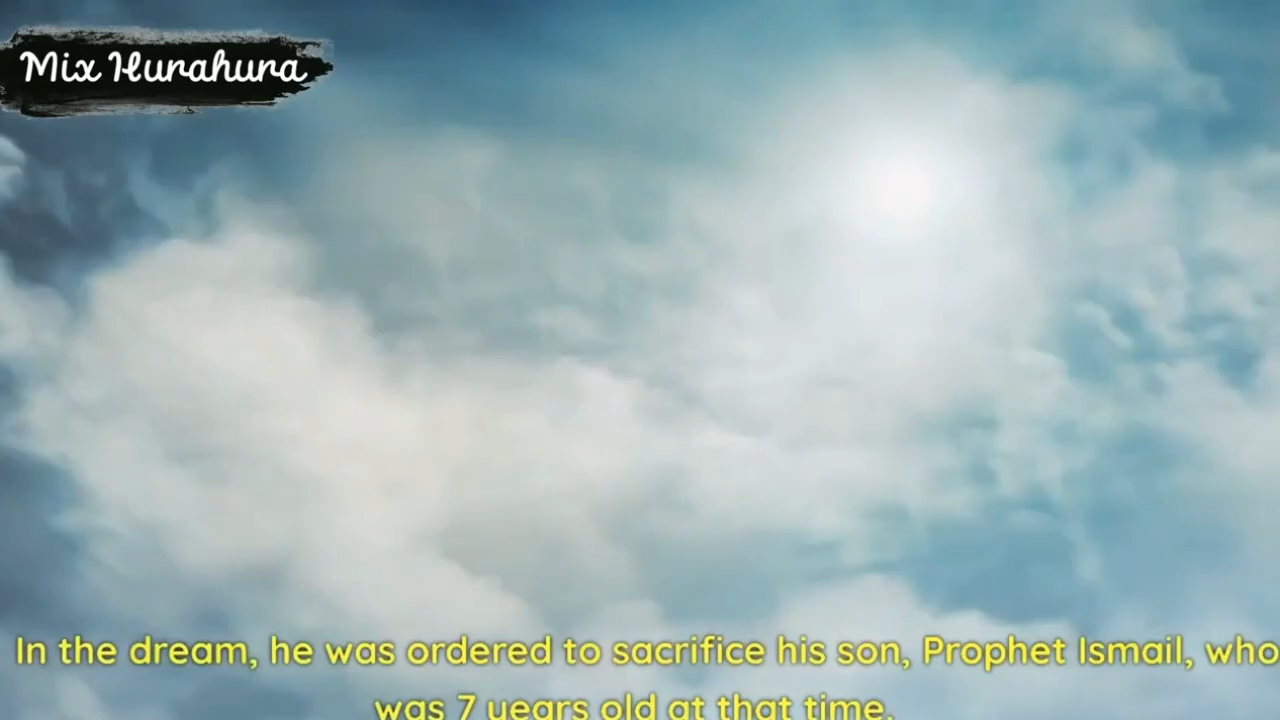 Mix Hurahura
In the dream, he was ordered to sacrifice his son, Prophet Ismail, who
was 7 years old at that time.